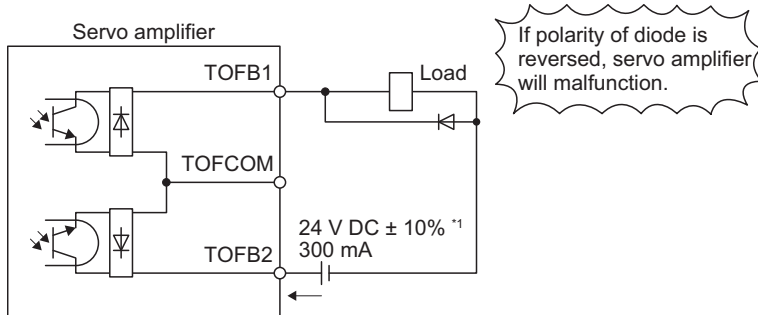 Servo amplifier
If polarity of diode is
reversed, servo amplifier
will malfunction.
TOFB1
Load
TOFCOM
24 V DC ± 10% *1
300 mA
TOFB2